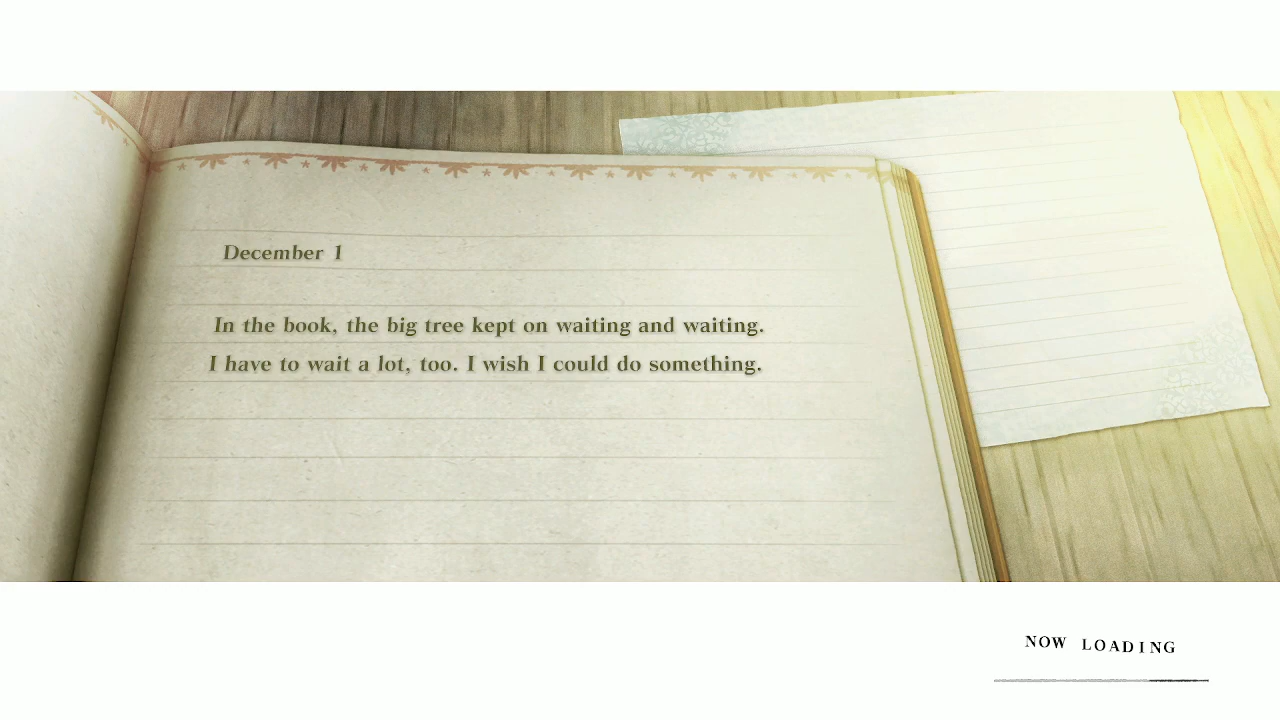 December 1
In the book, the big tree kept on waiting and waiting.
I have to wait a lot, too. I wish I could do something.
NOW LOADING